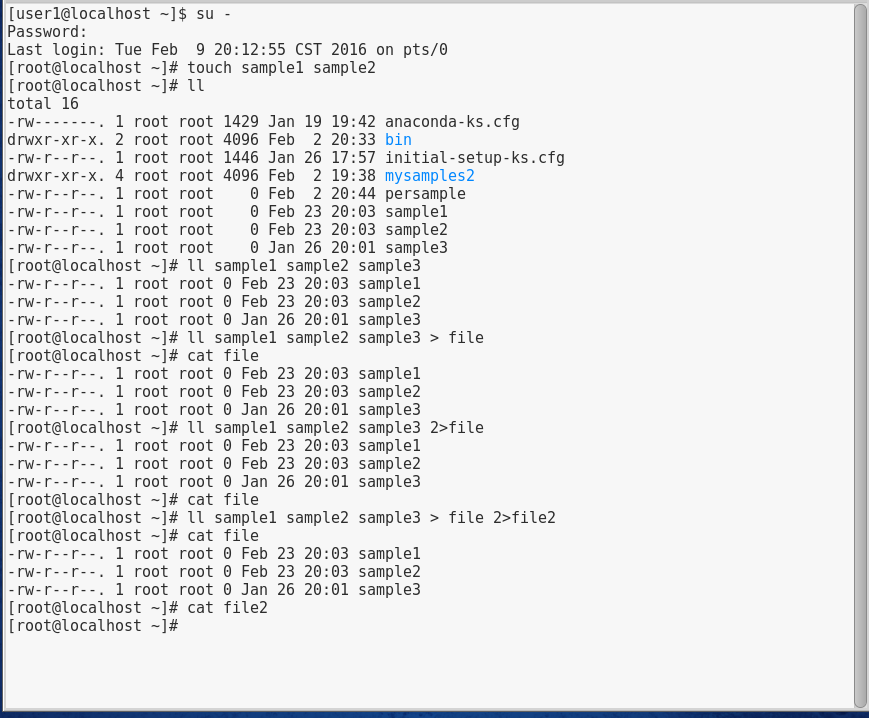 [user1@localhost ~]$ su -
Password:
Last login: Tue Feb  9 20:12:55 CST 2016 on pts/0
[root@localhost ~]# touch sample1 sample2
[root@localhost ~]# ll
total 16
-rw-------. 1 root root 1429 Jan 19 19:42 anaconda-ks.cfg
drwxr-xr-x. 2 root root 4096 Feb  2 20:33 bin
-rw-r--r--. 1 root root 1446 Jan 26 17:57 initial-setup-ks.cfg
drwxr-xr-x. 4 root root 4096 Feb  2 19:38 mysamples2
-rw-r--r--. 1 root root    0 Feb  2 20:44 persample
-rw-r--r--. 1 root root    0 Feb 23 20:03 sample1
-rw-r--r--. 1 root root    0 Feb 23 20:03 sample2
-rw-r--r--. 1 root root    0 Jan 26 20:01 sample3
[root@localhost ~]# ll sample1 sample2 sample3
-rw-r--r--. 1 root root 0 Feb 23 20:03 sample1
-rw-r--r--. 1 root root 0 Feb 23 20:03 sample2
-rw-r--r--. 1 root root 0 Jan 26 20:01 sample3
[root@localhost ~]# ll sample1 sample2 sample3 > file
[root@localhost ~]# cat file
-rw-r--r--. 1 root root 0 Feb 23 20:03 sample1
-rw-r--r--. 1 root root 0 Feb 23 20:03 sample2
-rw-r--r--. 1 root root 0 Jan 26 20:01 sample3
[root@localhost ~]# ll sample1 sample2 sample3 2>file
-rw-r--r--. 1 root root 0 Feb 23 20:03 sample1
-rw-r--r--. 1 root root 0 Feb 23 20:03 sample2
-rw-r--r--. 1 root root 0 Jan 26 20:01 sample3
[root@localhost ~]# cat file
[root@localhost ~]# ll sample1 sample2 sample3 > file 2>file2
[root@localhost ~]# cat file
-rw-r--r--. 1 root root 0 Feb 23 20:03 sample1
-rw-r--r--. 1 root root 0 Feb 23 20:03 sample2
-rw-r--r--. 1 root root 0 Jan 26 20:01 sample3
[root@localhost ~]# cat file2
[root@localhost ~]#